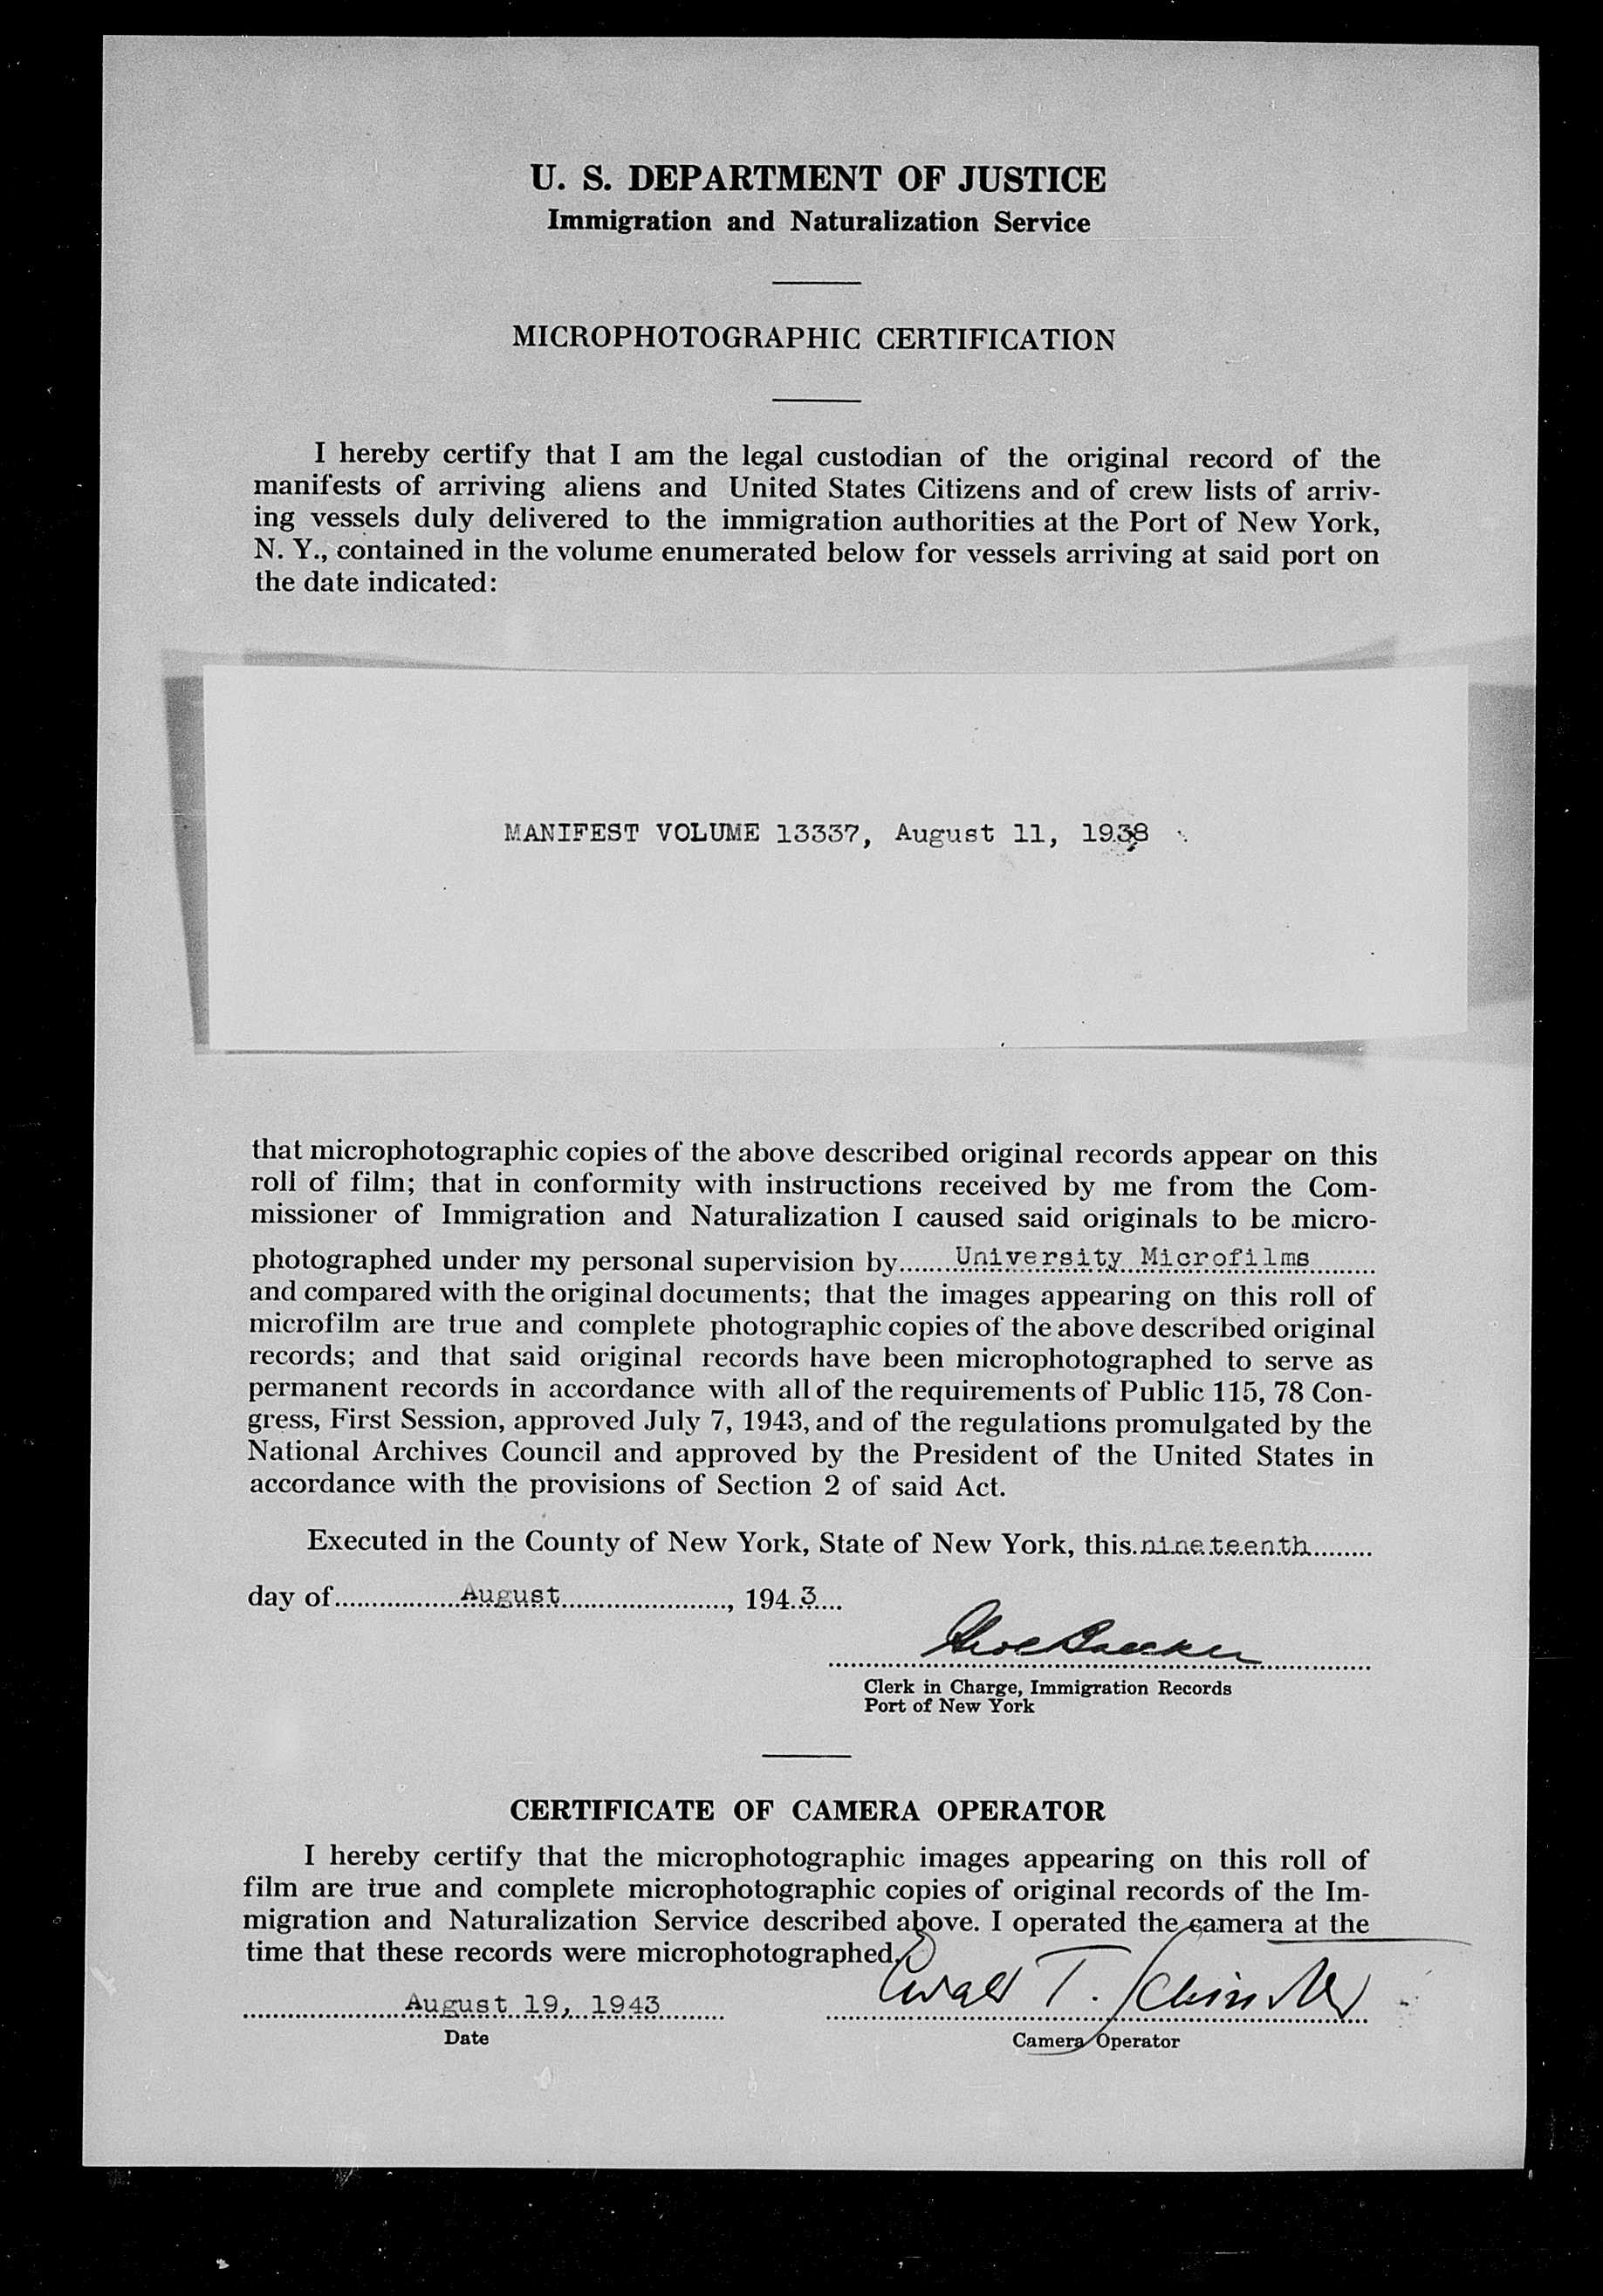 U. S. DEPARTMENT OF JUSTICE
Immigration and Naturalization Service
MICROPHOTOGRAPHIC CERTIFICATION
I hereby certify that I am the legal custodian of the original record of the
manifests of arriving aliens and United States Citizens and of crew lists of arriv-
ing vessels duly delivered to the immigration authorities at the Port of New York,
N. Y., contained in the volume enumerated below for vessels arriving at said port on
the date indicated:
MANIFEST VOLUME 13337, August 11, 1938
that microphotographic copies of the above described original records appear on this
roll of film; that in conformity with instructions received by me from the Com-
missioner of Immigration and Naturalization I caused said originals to be micro-
photographed under my personal supervision by University Microfilms
and compared with the original documents; that the images appearing on this roll of
microfilm are true and complete photographic copies of the above described original
records; and that said original records have been microphotographed to serve as
permanent records in accordance with all of the requirements of Public 115, 78 Con-
gress, First Session, approved July 7, 1943, and of the regulations promulgated by the
National Archives Council and approved by the President of the United States in
accordance with the provisions of Section 2 of said Act.
Executed in the County of New York, State of New York, this nineteenth
day of August, 1943
Clerk in Charge, Immigration Records
Port of New York
CERTIFICATE OF CAMERA OPERATOR
I hereby certify that the microphotographic images appearing on this roll of
film are true and complete microphotographic copies of original records of the Im-
migration and Naturalization Service described above. I operated the camera at the
time that these records were microphotographed.
August 19, 1943 Ewald T. Schindler
Date Camera Operator